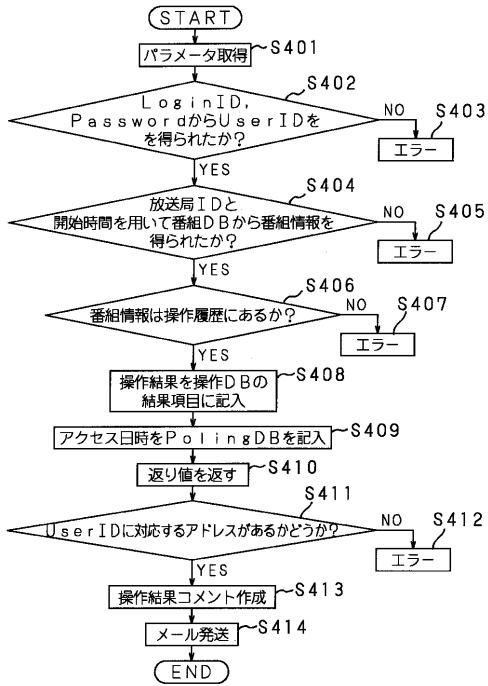 START
パラメータ取得
S401
S402
LoginID,
PasswordからUserIDを
を得られたか?
NO
S403
エラー
YES
S404
放送局IDと
開始時間を用いて番組DBから番組情報を
得られたか?
NO
S405
エラー
YES
S406
番組情報は操作履歴にあるか?
NO
S407
エラー
YES
操作結果を操作DBの
結果項目に記入
S408
アクセス日時をPolingDBを記入
S409
返り値を返す
S410
S411
UserIDに対応するアドレスがあるかどうか?
NO
S412
エラー
YES
操作結果コメント作成
S413
メール発送
S414
END